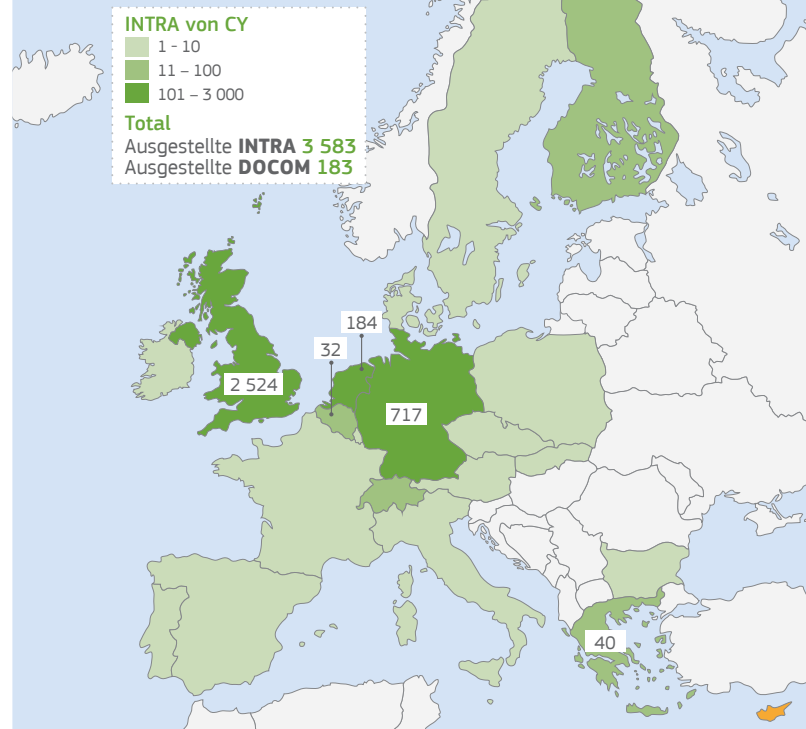 INTRA von CY
1 - 10
11 – 100
101 – 3 000
Total
Ausgestellte INTRA 3 583
Ausgestellte DOCOM 183
184
32
2 524
717
40